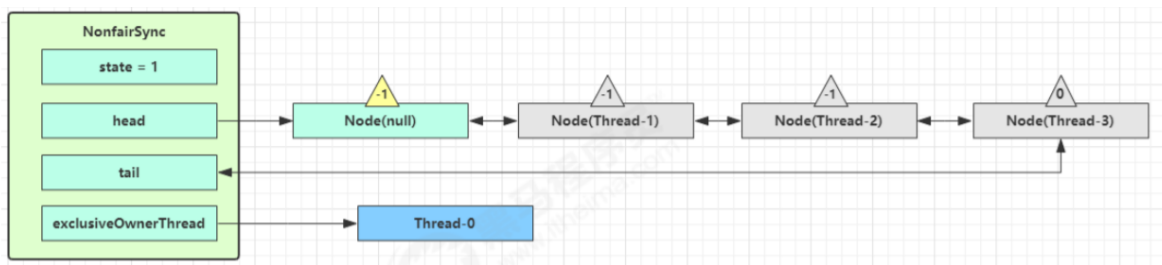 NonfairSync
state = 1
head
tail
exclusiveOwnerThread
-1
Node(null)
-1
Node(Thread-1)
-1
Node(Thread-2)
0
Node(Thread-3)
Thread-0